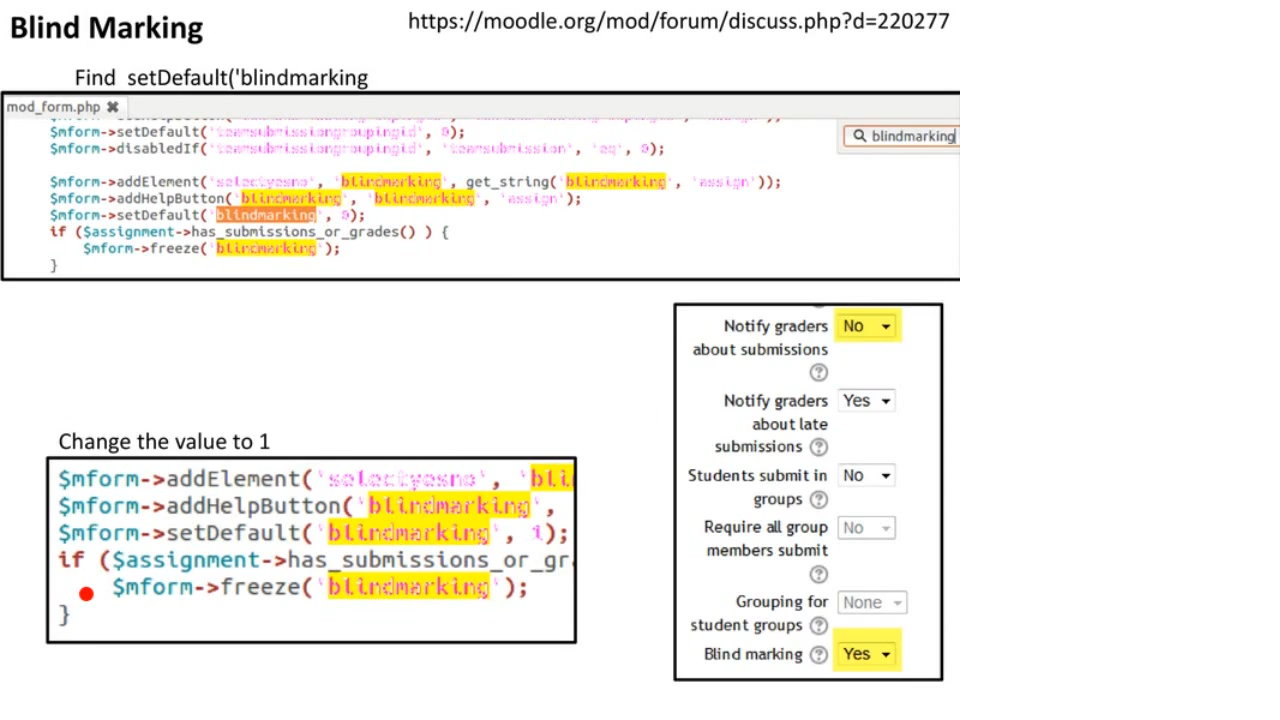 Blind Marking
https://moodle.org/mod/forum/discuss.php?d=220277
Find setDefault('blindmarking
mod_form.php ✖
$mform->setDefault('teamsubmissiongroupingid', 0);
$mform->disabledIf('teamsubmissiongroupingid', 'teamsubmission', 'eq', 0);
blindmarking
$mform->addElement('selectyesno', 'blindmarking', get_string('blindmarking', 'assign'));
$mform->addHelpButton('blindmarking', 'blindmarking', 'assign');
$mform->setDefault('blindmarking', 0);
if ($assignment->has_submissions_or_grades() ) {
$mform->freeze('blindmarking');
}
Notify graders No
about submissions
Notify graders Yes
about late
submissions
Students submit in No
groups
Require all group No
members submit
Grouping for None
student groups
Blind marking Yes
Change the value to 1
$mform->addElement('selectyesno', 'bli
$mform->addHelpButton('blindmarking',
$mform->setDefault('blindmarking', 1);
if ($assignment->has_submissions_or_gr
$mform->freeze('blindmarking');
}